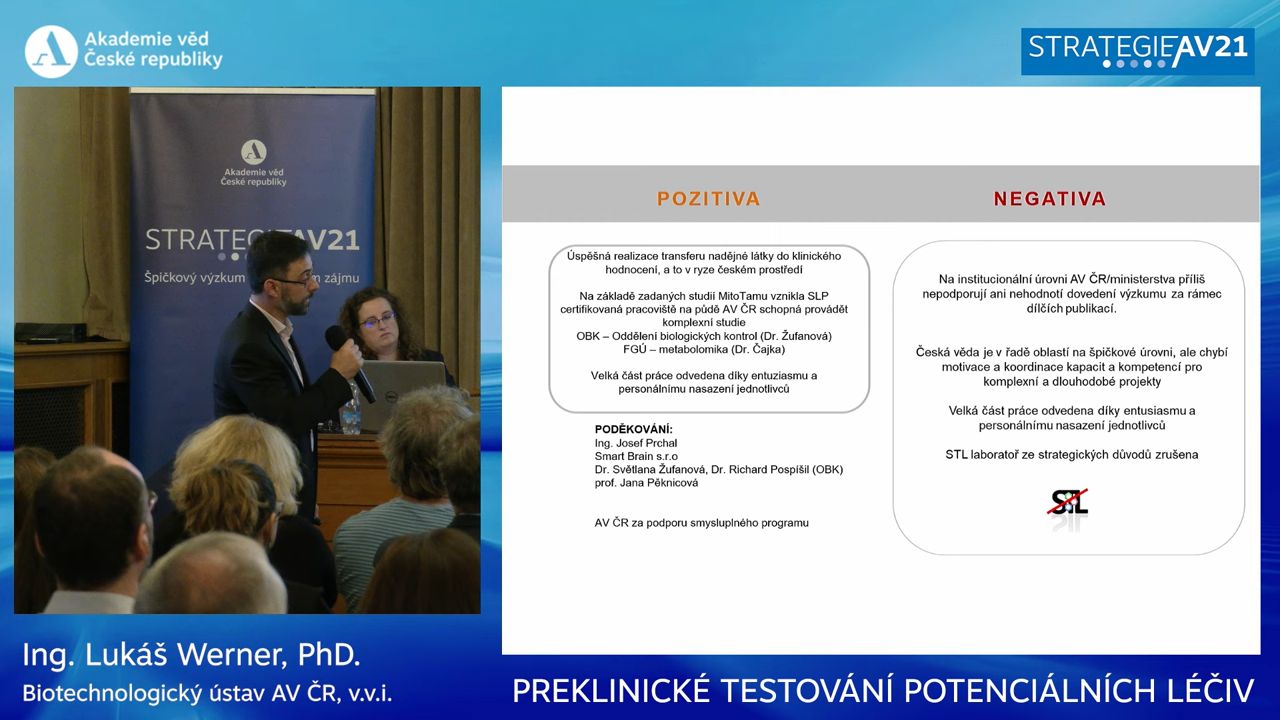 Akademie věd
České republiky
STRATEGIE AV21
Akademie věd
České republiky
STRATEGIE AV21
Špičkový výzkum
zájmu
DELL
POZITIVA
Úspěšná realizace transferu nadějné látky do klinického
hodnocení, a to v ryze českém prostředí
Na základě zadaných studií MitoTamu vznikla SLP
certifikovaná pracoviště na půdě AV ČR schopná provádět
komplexní studie
OBK – Oddělení biologických kontrol (Dr. Žufanová)
FGÚ – metabolomika (Dr. Čajka)
Velká část práce odvedena díky entuziasmu a
personálnímu nasazení jednotlivců
PODĚKOVÁNÍ:
Ing. Josef Prchal
Smart Brain s.r.o
Dr. Světlana Žufanová, Dr. Richard Pospíšil (OBK)
prof. Jana Pěknicová
AV ČR za podporu smysluplného programu
NEGATIVA
Na institucionální úrovni AV ČR/ministerstva příliš
nepodporují ani nehodnotí dovedení výzkumu za rámec
dílčích publikací.
Česká věda je v řadě oblastí na špičkové úrovni, ale chybí
motivace a koordinace kapacit a kompetencí pro
komplexní a dlouhodobé projekty
Velká část práce odvedena díky entusiasmu a
personálnímu nasazení jednotlivců
STL laboratoř ze strategických důvodů zrušena
STL
Ing. Lukáš Werner, PhD.
Biotechnologický ústav AV ČR, v.v.i.
PREKLINICKÉ TESTOVÁNÍ POTENCIÁLNÍCH LÉČIV